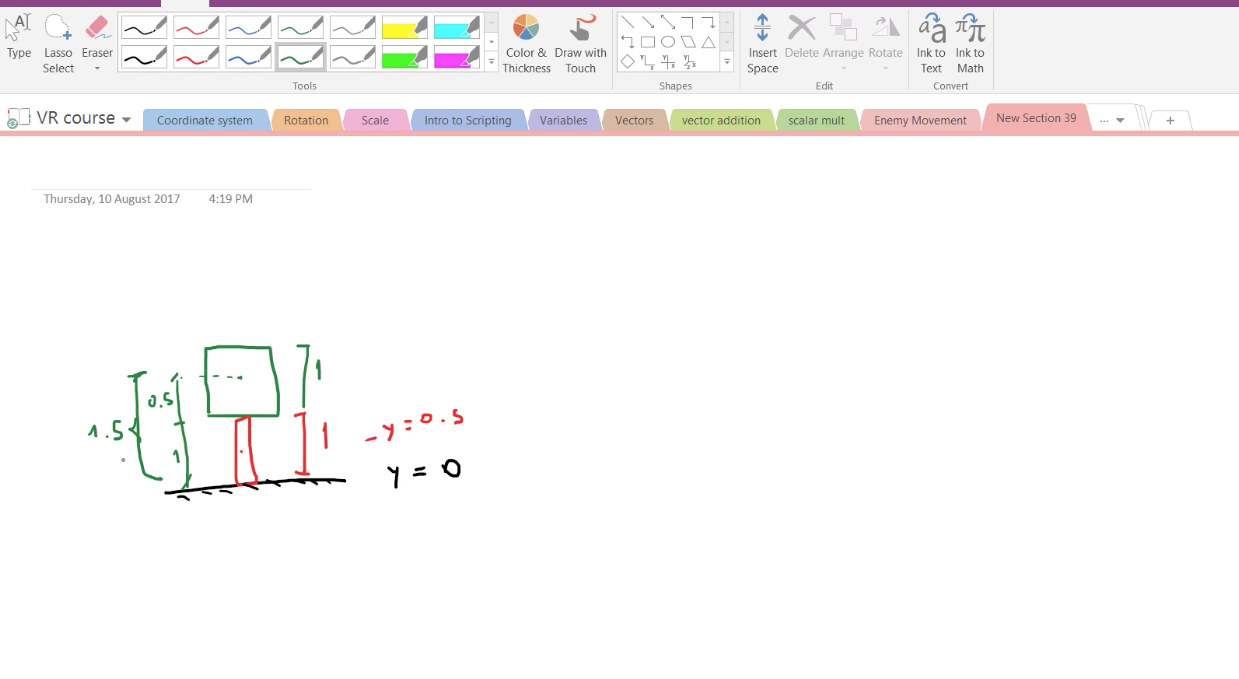 Type
Lasso Select
Eraser
Color & Thickness
Draw with Touch
Insert Space
Delete
Arrange
Rotate
Ink to Text
Ink to Math
Tools
Shapes
Edit
Convert
VR course
Coordinate system
Rotation
Scale
Intro to Scripting
Variables
Vectors
vector addition
scalar mult
Enemy Movement
New Section 39
...
+
Thursday, 10 August 2017 4:19 PM
1
0.5
1.5
1
1
- y = 0.5
y = 0